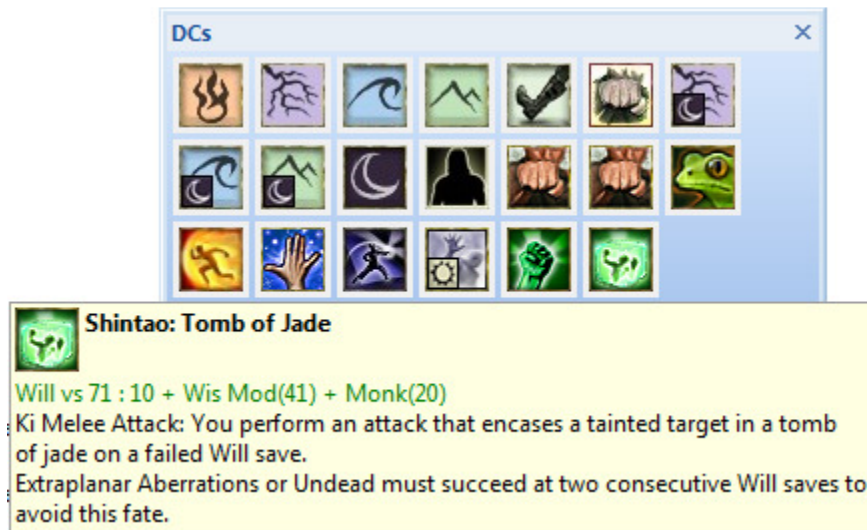 DCs
Shintao: Tomb of Jade
Will vs 71 : 10 + Wis Mod(41) + Monk(20)
Ki Melee Attack: You perform an attack that encases a tainted target in a tomb
of jade on a failed Will save.
Extraplanar Aberrations or Undead must succeed at two consecutive Will saves to
avoid this fate.